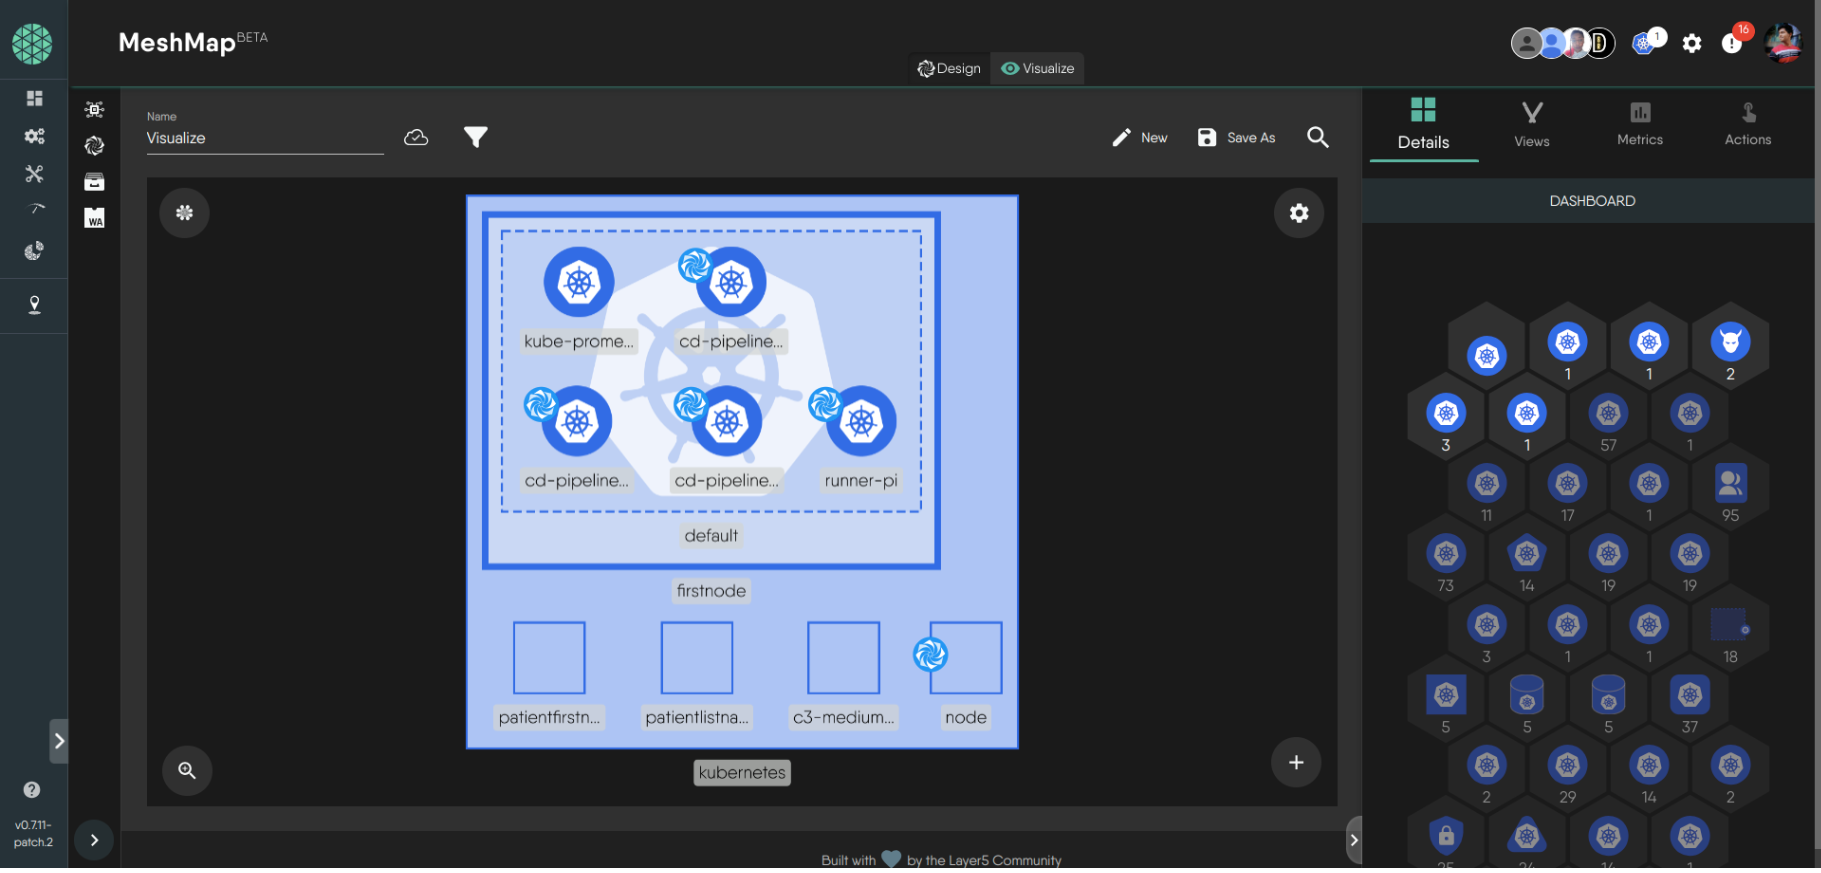 MeshMap BETA
1
16
Design
Visualize
Name
Visualize
New
Save As
Details
Views
Metrics
Actions
DASHBOARD
WA
kube-prome...
cd-pipeline...
cd-pipeline...
cd-pipeline...
runner-pi
default
firstnode
patientfirstn...
patientlistna...
c3-medium...
node
kubernetes
1
1
2
3
1
57
1
11
17
1
95
73
14
19
19
3
1
1
18
5
5
5
37
2
29
14
2
v0.7.11-
patch.2
Built with by the Layer5 Community